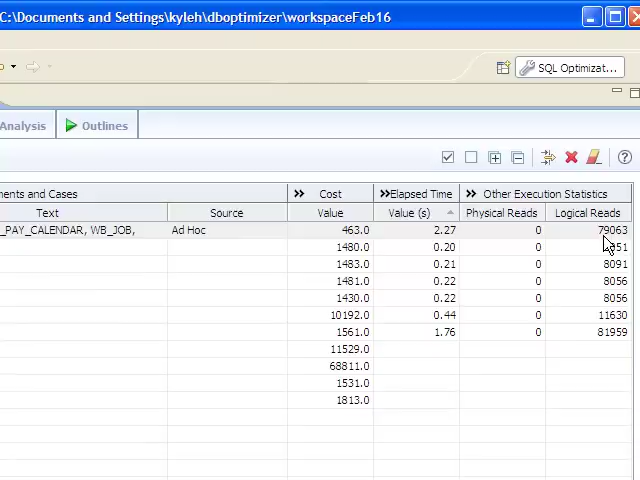 C:\Documents and Settings\kyleh\dboptimizer\workspaceFeb16
SQL Optimizat...
Analysis Outlines
ments and Cases Cost Elapsed Time Other Execution Statistics
Text Source Value Value (s) Physical Reads Logical Reads
_PAY_CALENDAR, WB_JOB, Ad Hoc 463.0 2.27 0 79063
1480.0 0.20 0
1483.0 0.21 0 8091
1481.0 0.22 0 8056
1430.0 0.22 0 8056
10192.0 0.44 0 11630
1561.0 1.76 0 81959
11529.0
68811.0
1531.0
1813.0